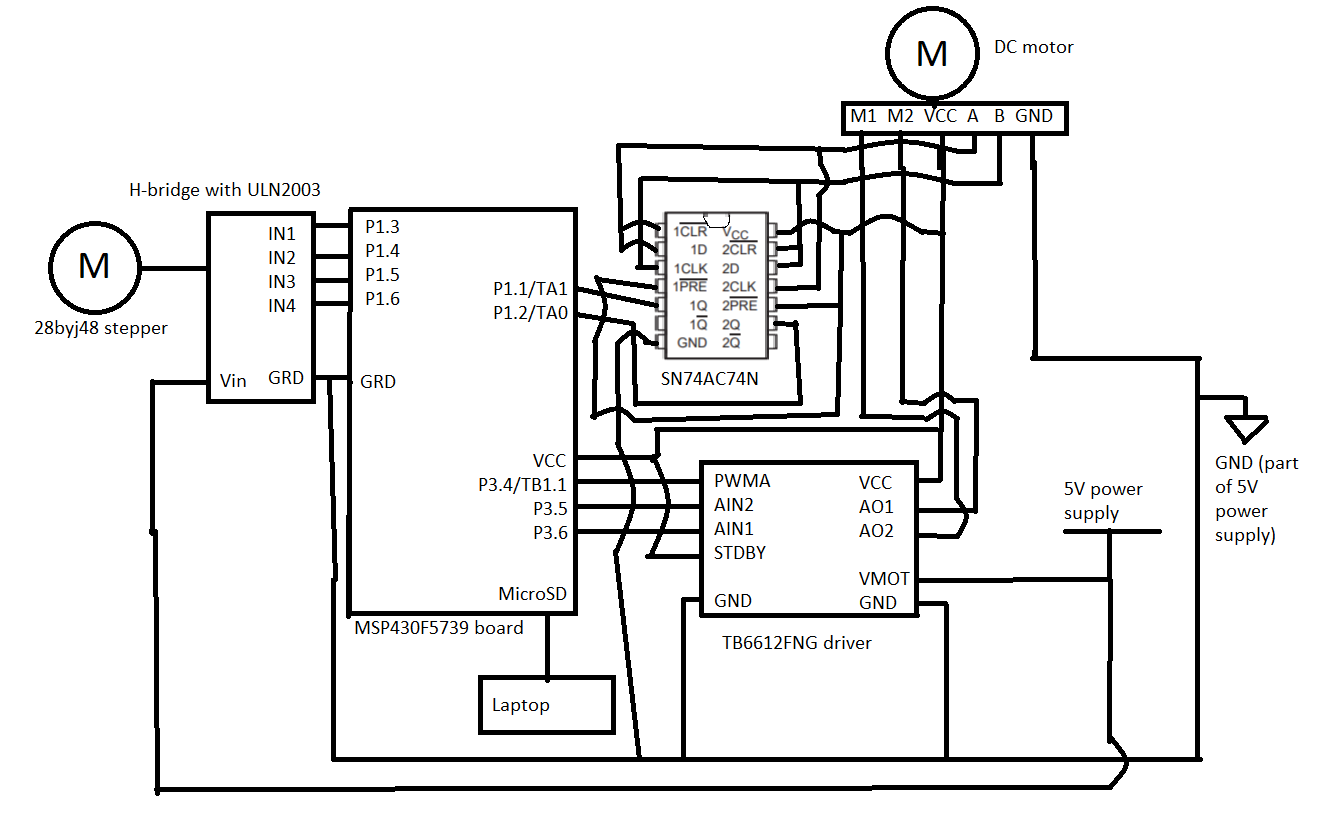 M
DC motor
M1 M2 VCC A B GND
H-bridge with ULN2003
M
28byj48 stepper
IN1
IN2
IN3
IN4
Vin
GRD
P1.3
P1.4
P1.5
P1.6
GRD
P1.1/TA1
P1.2/TA0
VCC
P3.4/TB1.1
P3.5
P3.6
MicroSD
MSP430F5739 board
Laptop
1C̅L̅R̅ VCC
1D 2C̅L̅R̅
1CLK 2D
1P̅R̅E̅ 2CLK
1Q 2P̅R̅E̅
1Q̅ 2Q
GND 2Q̅
SN74AC74N
PWMA
AIN2
AIN1
STDBY
GND
VCC
AO1
AO2
VMOT
GND
TB6612FNG driver
5V power
supply
GND (part
of 5V
power
supply)